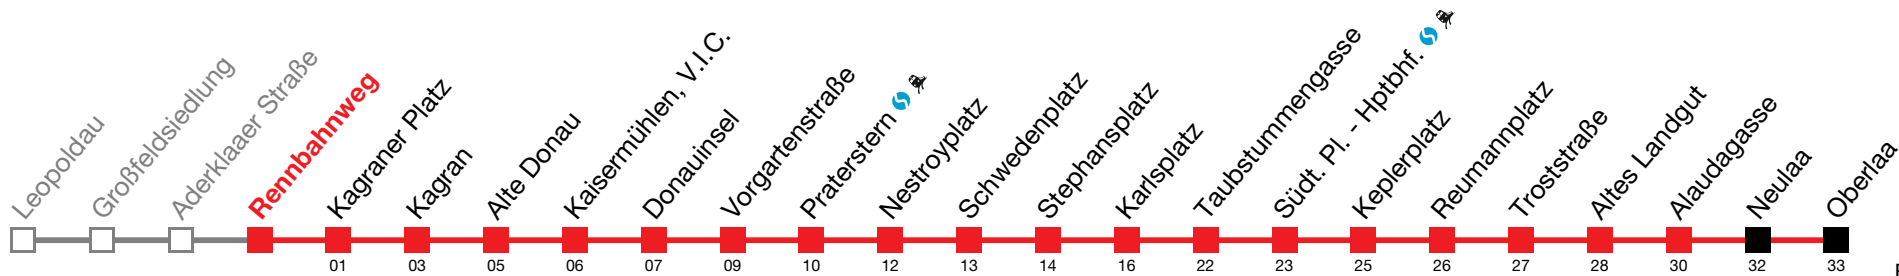 Leopoldau
Großfeldsiedlung
Aderklaaer Straße
Rennbahnweg
Kagraner Platz
Kagran
Alte Donau
Kaisermühlen, V.I.C.
Donauinsel
Vorgartenstraße
Praterstern
Nestroyplatz
Schwedenplatz
Stephansplatz
Karlsplatz
Taubstummengasse
Südt. Pl. - Hptbhf.
Keplerplatz
Reumannplatz
Troststraße
Altes Landgut
Alaudagasse
Neulaa
Oberlaa
01 03 05 06 07 09 10 12 13 14 16 22 23 25 26 27 28 30 32 33